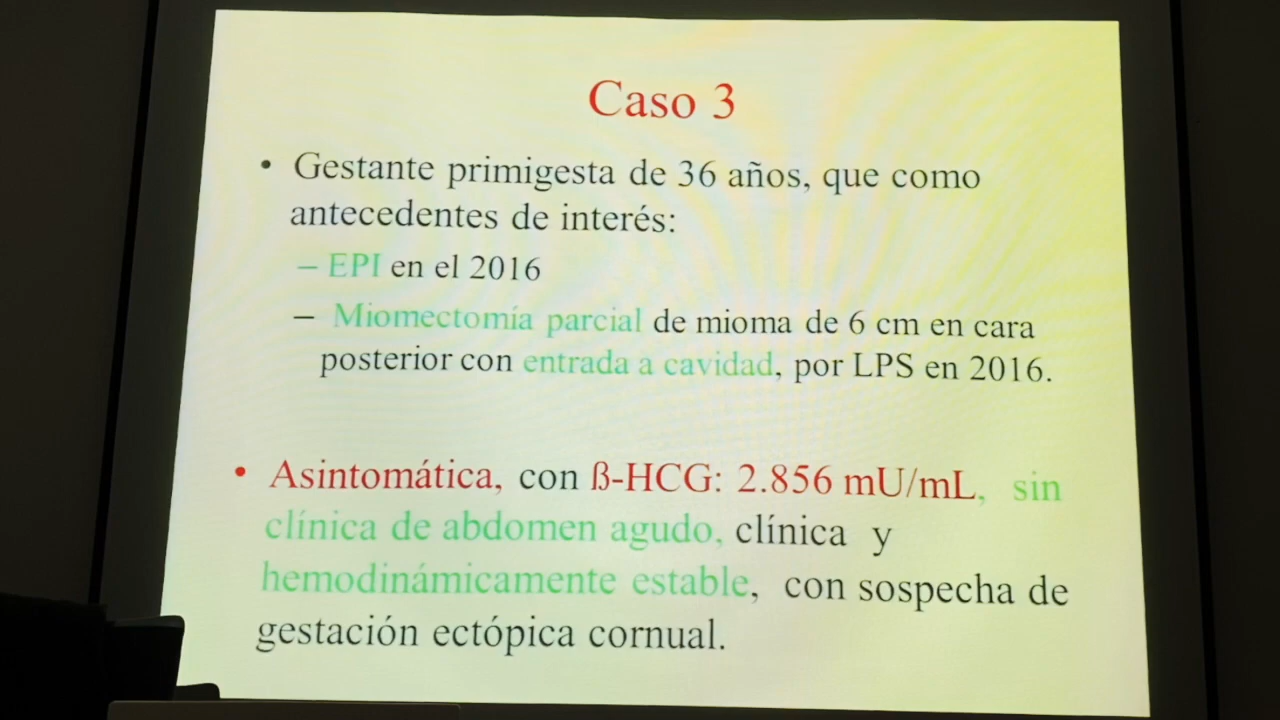 Caso 3
• Gestante primigesta de 36 años, que como
antecedentes de interés:
– EPI en el 2016
– Miomectomía parcial de mioma de 6 cm en cara
posterior con entrada a cavidad, por LPS en 2016.
• Asintomática, con ß-HCG: 2.856 mU/mL, sin
clínica de abdomen agudo, clínica y
hemodinámicamente estable, con sospecha de
gestación ectópica cornual.